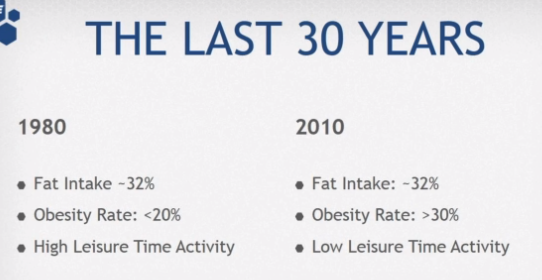 THE LAST 30 YEARS
1980
• Fat Intake ~32%
• Obesity Rate: <20%
• High Leisure Time Activity
2010
• Fat Intake: ~32%
• Obesity Rate: >30%
• Low Leisure Time Activity